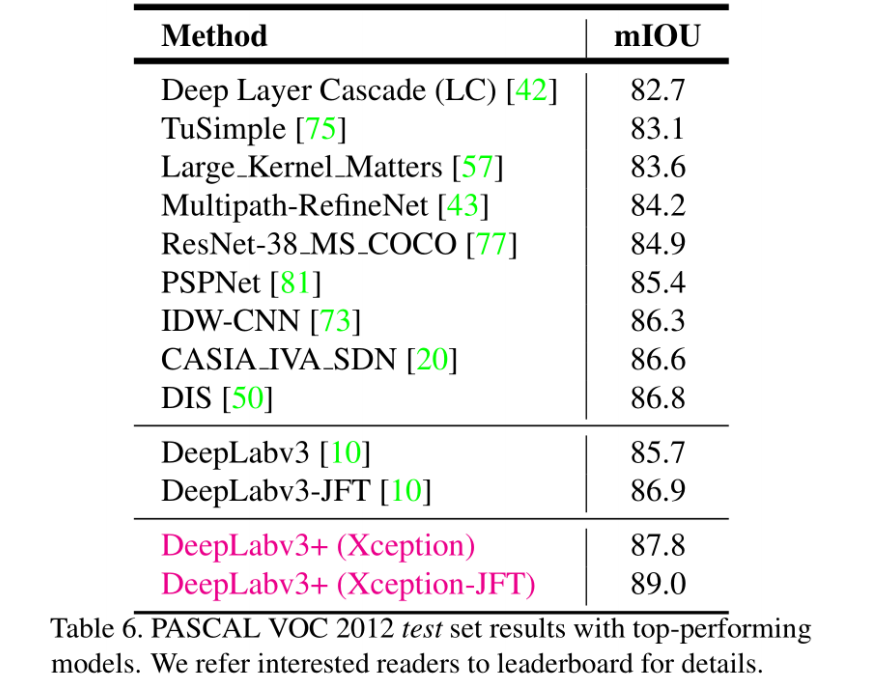 Method mIOU
Deep Layer Cascade (LC) [42] 82.7
TuSimple [75] 83.1
Large_Kernel_Matters [57] 83.6
Multipath-RefineNet [43] 84.2
ResNet-38_MS_COCO [77] 84.9
PSPNet [81] 85.4
IDW-CNN [73] 86.3
CASIA_IVA_SDN [20] 86.6
DIS [50] 86.8
DeepLabv3 [10] 85.7
DeepLabv3-JFT [10] 86.9
DeepLabv3+ (Xception) 87.8
DeepLabv3+ (Xception-JFT) 89.0
Table 6. PASCAL VOC 2012 test set results with top-performing
models. We refer interested readers to leaderboard for details.